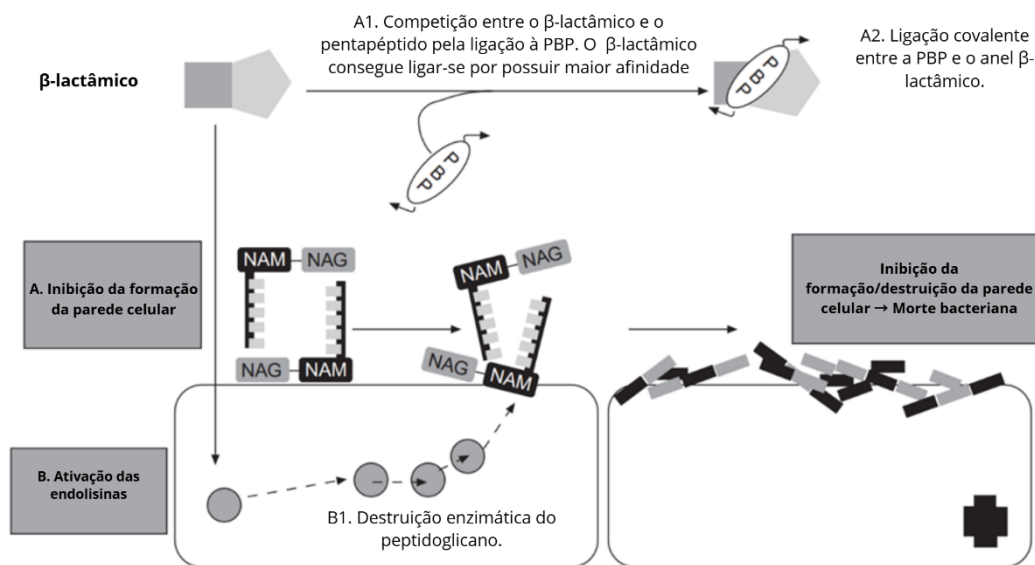 A1. Competição entre o β-lactâmico e o
pentapéptido pela ligação à PBP. O β-lactâmico
consegue ligar-se por possuir maior afinidade
A2. Ligação covalente
entre a PBP e o anel β-
lactâmico.
β-lactâmico
PBP
PBP
A. Inibição da formação
da parede celular
NAM
NAG
NAG
NAM
NAM
NAG
NAG
NAM
Inibição da
formação/destruição da parede
celular → Morte bacteriana
B. Ativação das
endolisinas
B1. Destruição enzimática do
peptidoglicano.